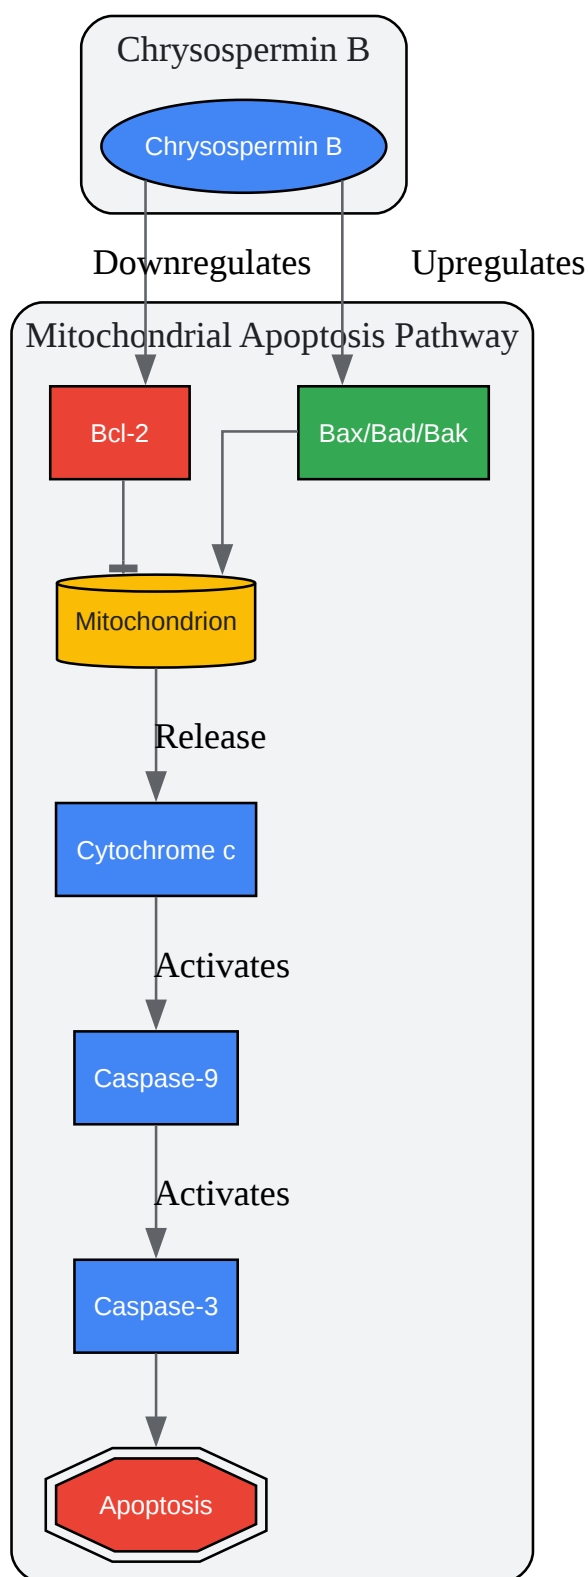 Chrysospermin B
Chrysospermin B
Downregulates
Upregulates
Mitochondrial Apoptosis Pathway
Bcl-2
Bax/Bad/Bak
Mitochondrion
Release
Cytochrome c
Activates
Caspase-9
Activates
Caspase-3
Apoptosis